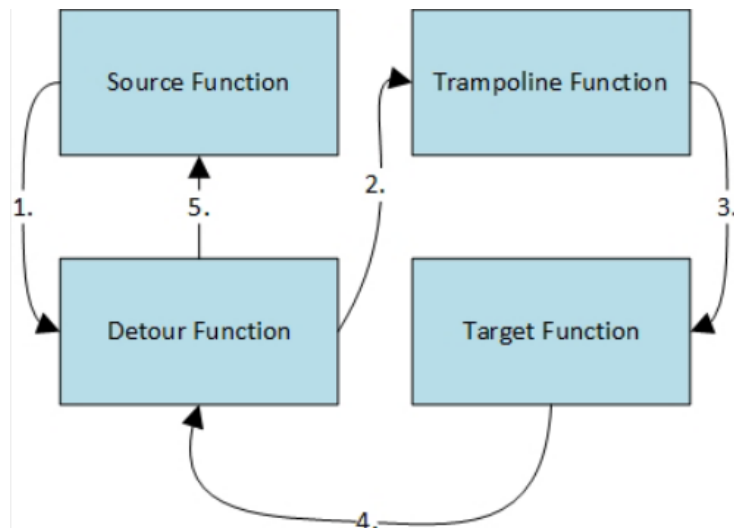 Source Function
Trampoline Function
1.
5.
2.
3.
Detour Function
Target Function
4.